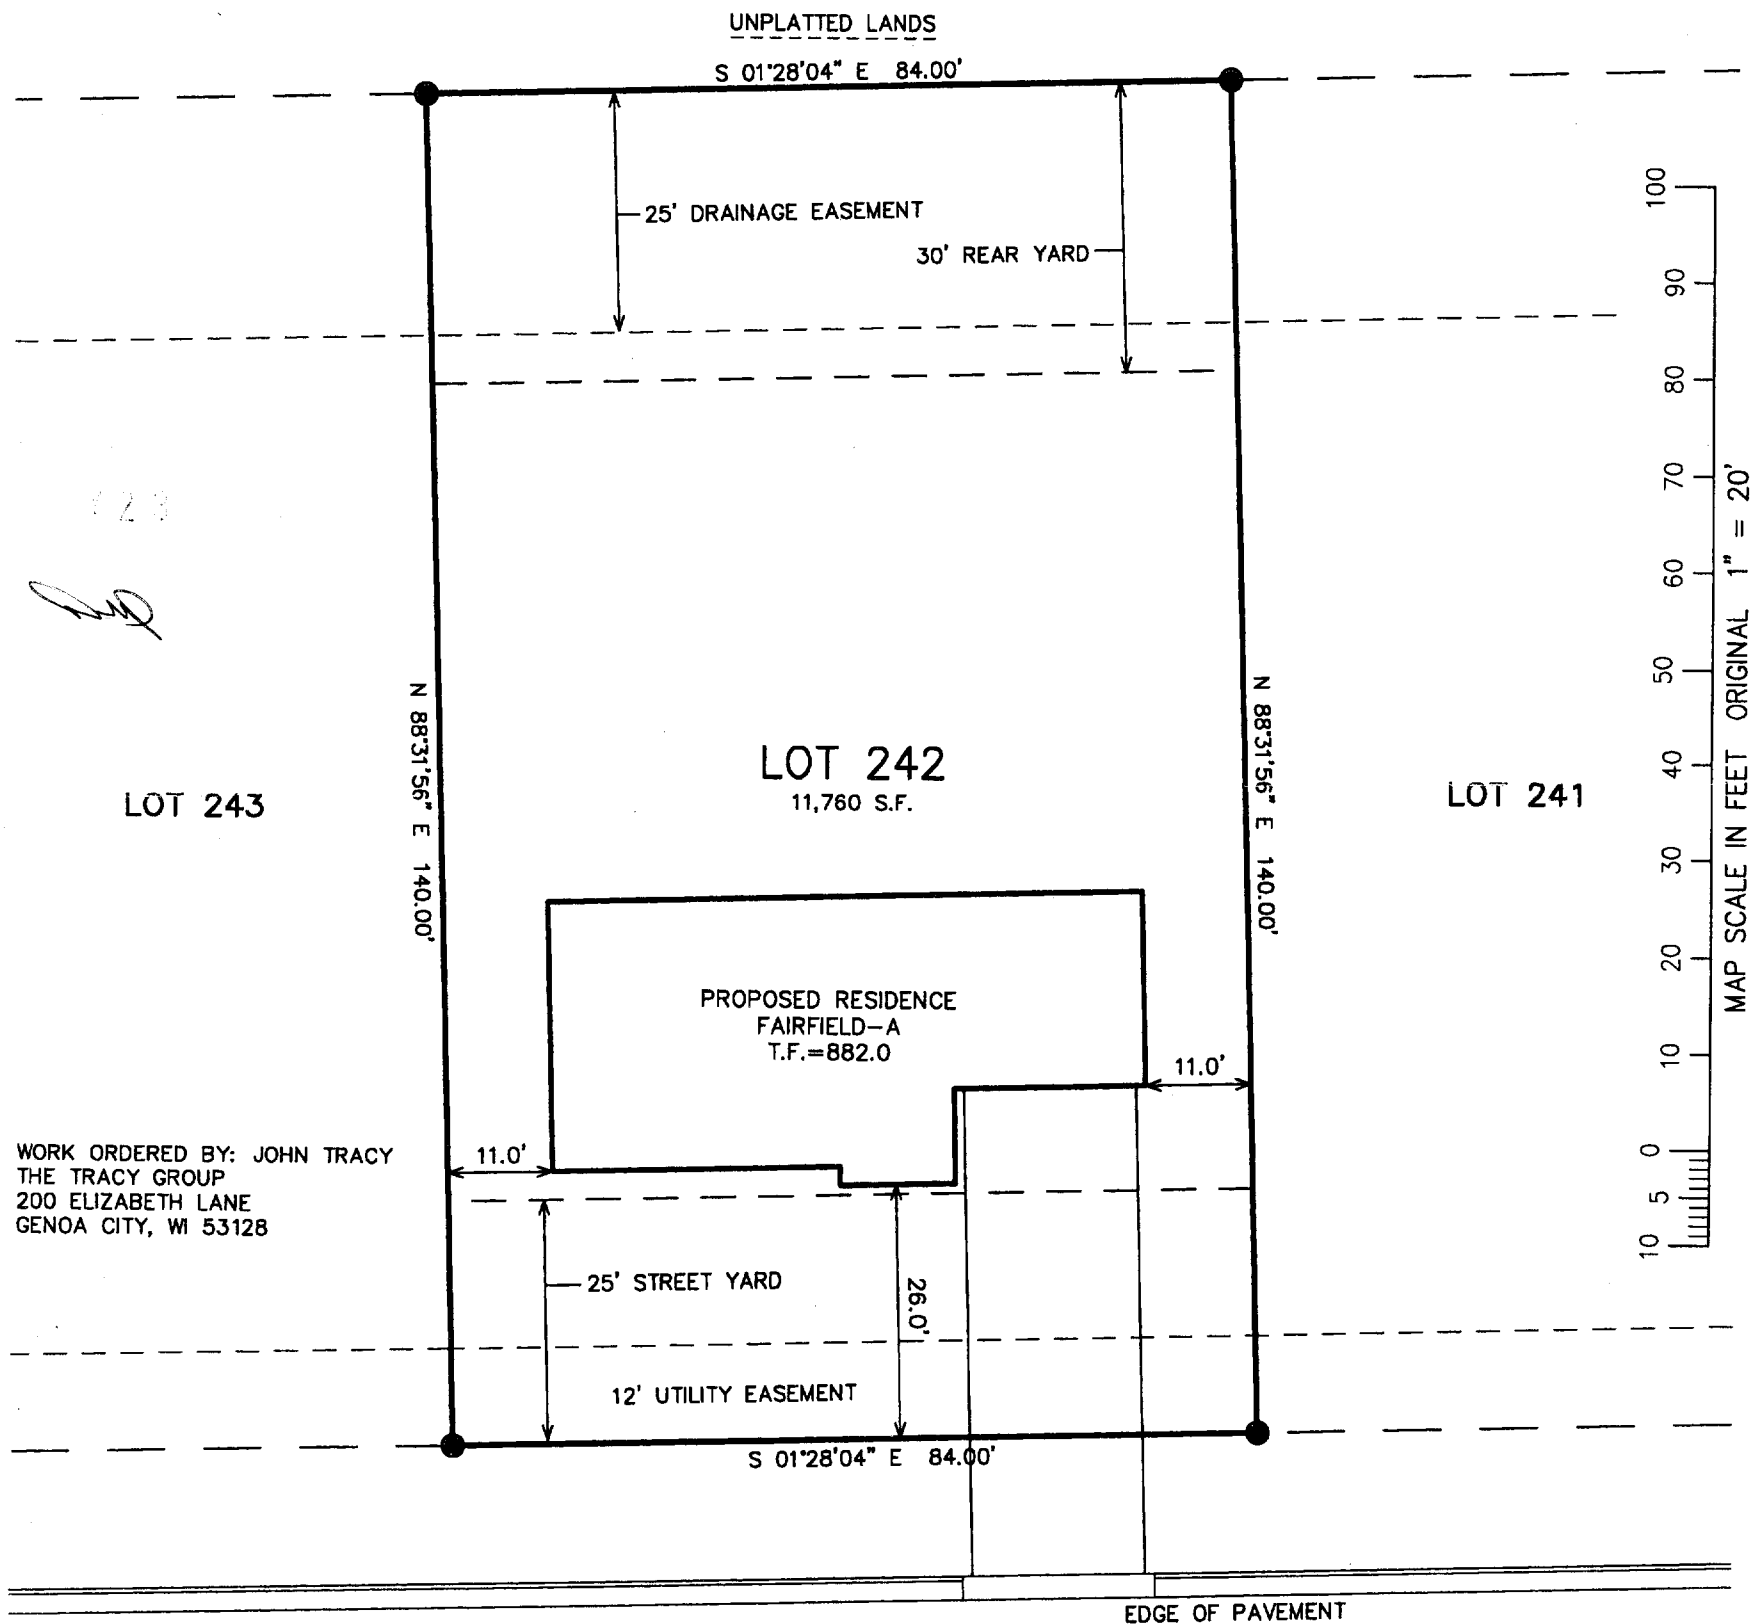 UNPLATTED LANDS
S 01°28'04" E 84.00'
25' DRAINAGE EASEMENT
30' REAR YARD
N 88°31'56" E 140.00'
N 88°31'56" E 140.00'
LOT 242
11,760 S.F.
LOT 243
LOT 241
PROPOSED RESIDENCE
FAIRFIELD-A
T.F.=882.0
11.0'
11.0'
WORK ORDERED BY: JOHN TRACY
THE TRACY GROUP
200 ELIZABETH LANE
GENOA CITY, WI 53128
25' STREET YARD
26.0'
12' UTILITY EASEMENT
S 01°28'04" E 84.00'
EDGE OF PAVEMENT
100
90
80
70
60
50
40
30
20
10
0
5
10
MAP SCALE IN FEET ORIGINAL 1" = 20'